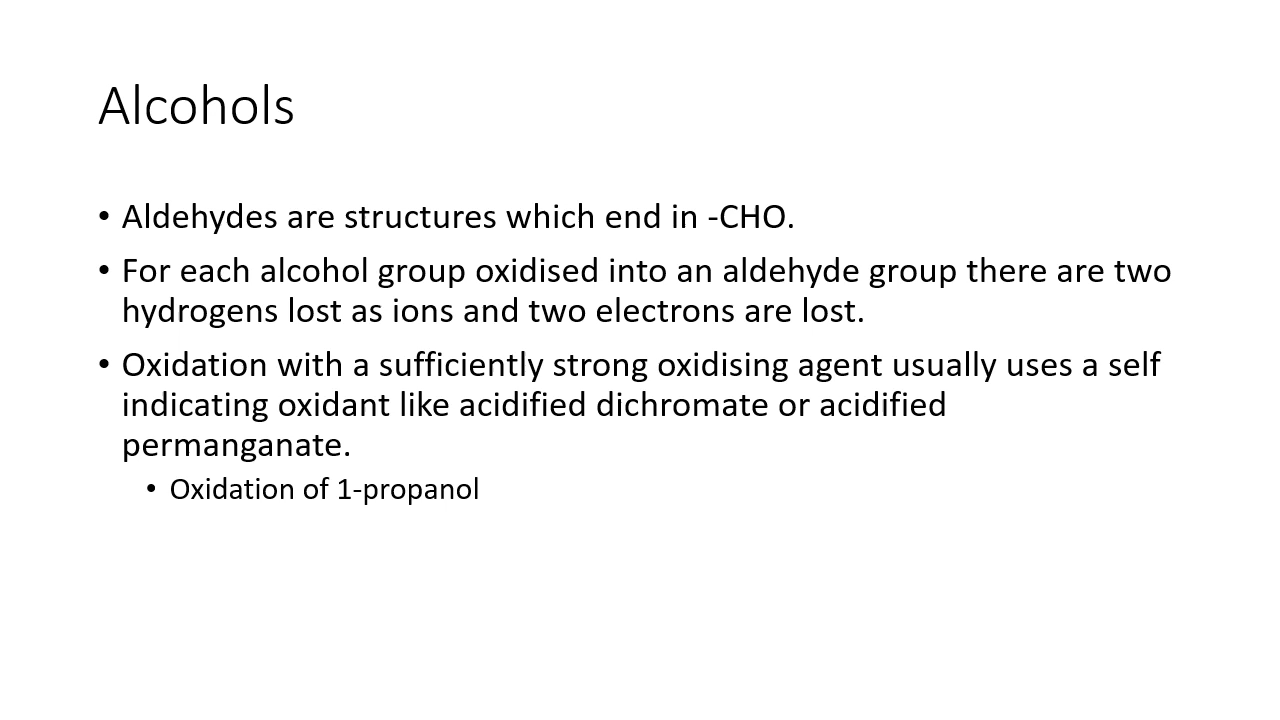 Alcohols
• Aldehydes are structures which end in -CHO.
• For each alcohol group oxidised into an aldehyde group there are two
hydrogens lost as ions and two electrons are lost.
• Oxidation with a sufficiently strong oxidising agent usually uses a self
indicating oxidant like acidified dichromate or acidified
permanganate.
• Oxidation of 1-propanol